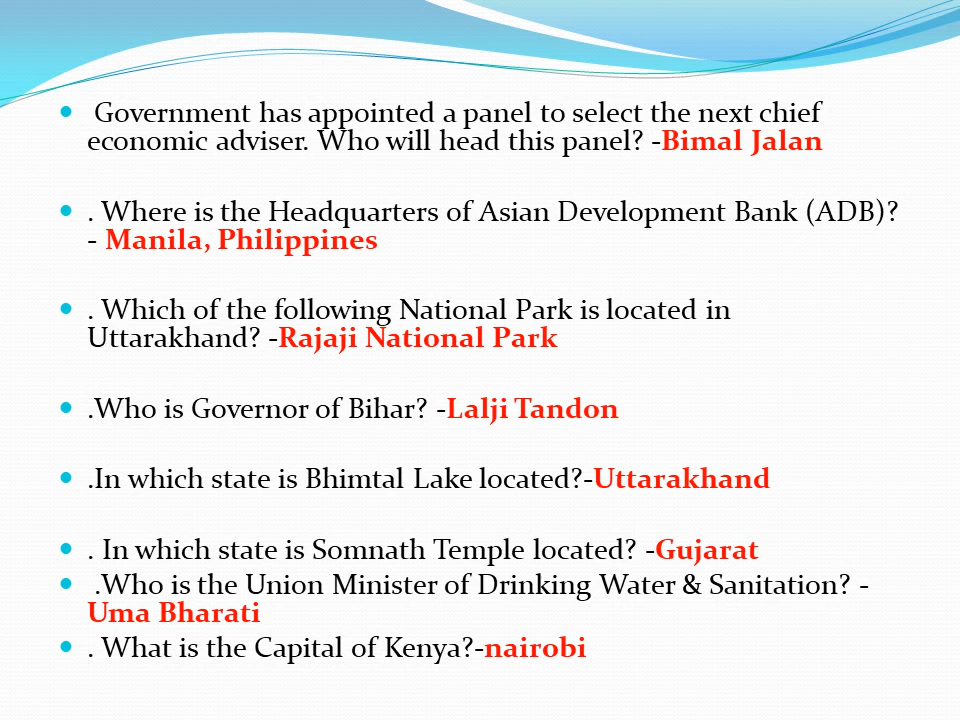 • Government has appointed a panel to select the next chief
economic adviser. Who will head this panel? -Bimal Jalan
• . Where is the Headquarters of Asian Development Bank (ADB)?
- Manila, Philippines
• . Which of the following National Park is located in
Uttarakhand? -Rajaji National Park
• .Who is Governor of Bihar? -Lalji Tandon
• .In which state is Bhimtal Lake located?-Uttarakhand
• . In which state is Somnath Temple located? -Gujarat
• .Who is the Union Minister of Drinking Water & Sanitation? -
Uma Bharati
• . What is the Capital of Kenya?-nairobi